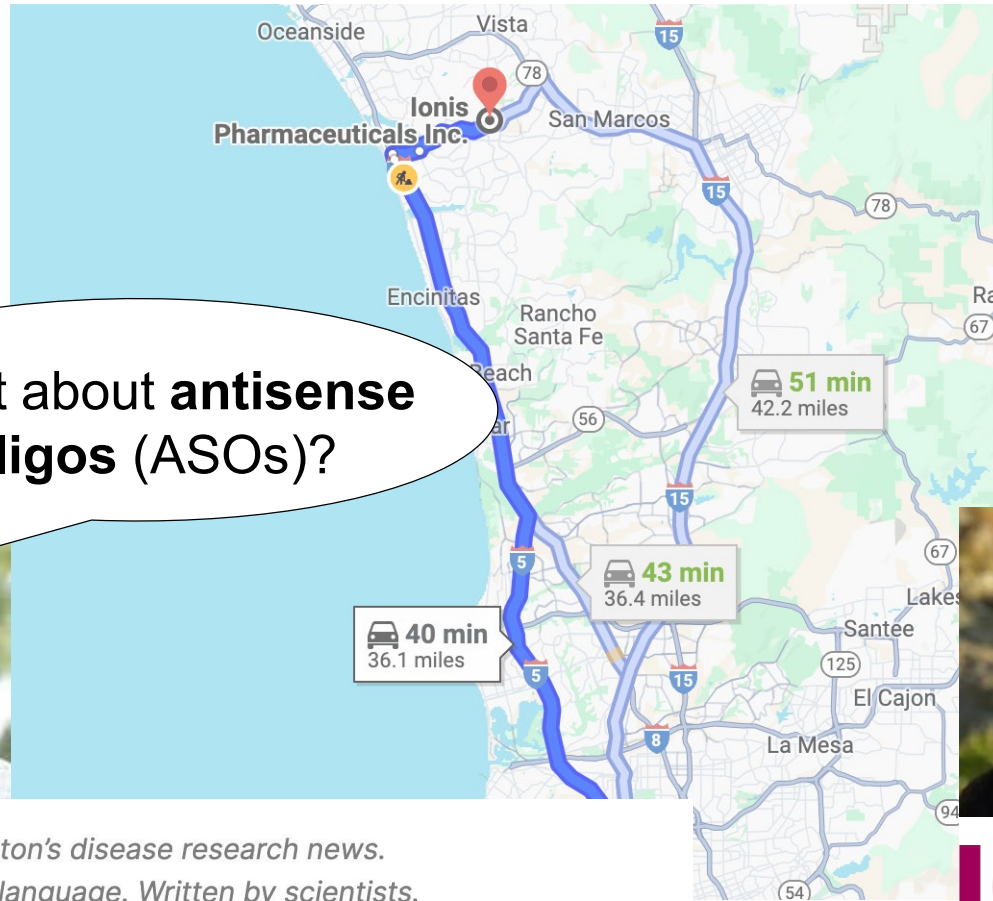 Oceanside
Vista
15
78
Ionis
Pharmaceuticals Inc.
San Marcos
15
78
Encinitas
Rancho
Santa Fe
67
Beach
51 min
42.2 miles
about antisense
(ASOs)?
56
15
5
43 min
36.4 miles
67
40 min
36.1 miles
Santee
125
5
15
El Cajon
8
La Mesa
94
disease research news.
language. Written by scientists.
54